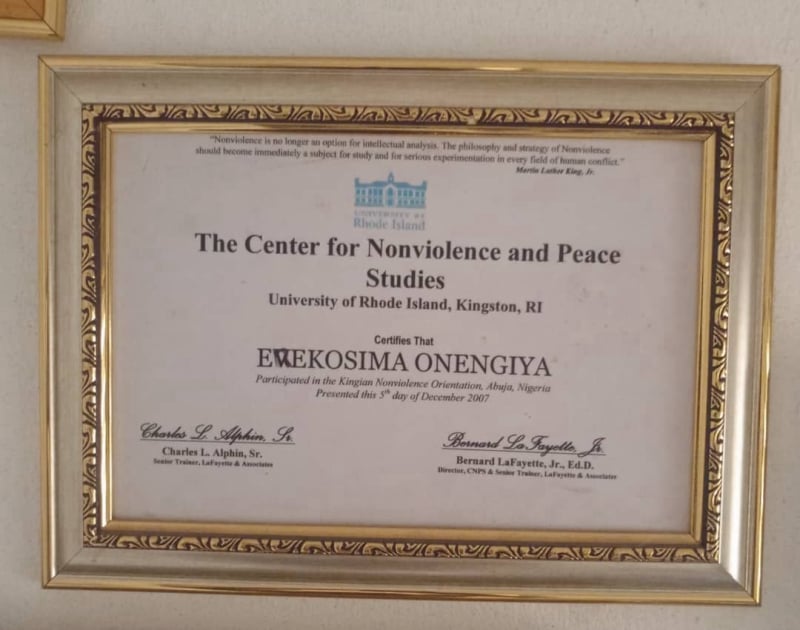 "Nonviolence is no longer an option for intellectual analysis. The philosophy and strategy of Nonviolence
should become immediately a subject for study and for serious experimentation in every field of human conflict."
Martin Luther King, Jr.
UNIVERSITY OF
Rhode Island
The Center for Nonviolence and Peace
Studies
University of Rhode Island, Kingston, RI
Certifies That
EWEKOSIMA ONENGIYA
Participated in the Kingian Nonviolence Orientation, Abuja, Nigeria
Presented this 5th day of December 2007
Charles L. Alphin, Sr.
Charles L. Alphin, Sr.
Senior Trainer, LaFayette & Associates
Bernard LaFayette, Jr.
Bernard LaFayette, Jr., Ed.D.
Director, CNPS & Senior Trainer, LaFayette & Associates